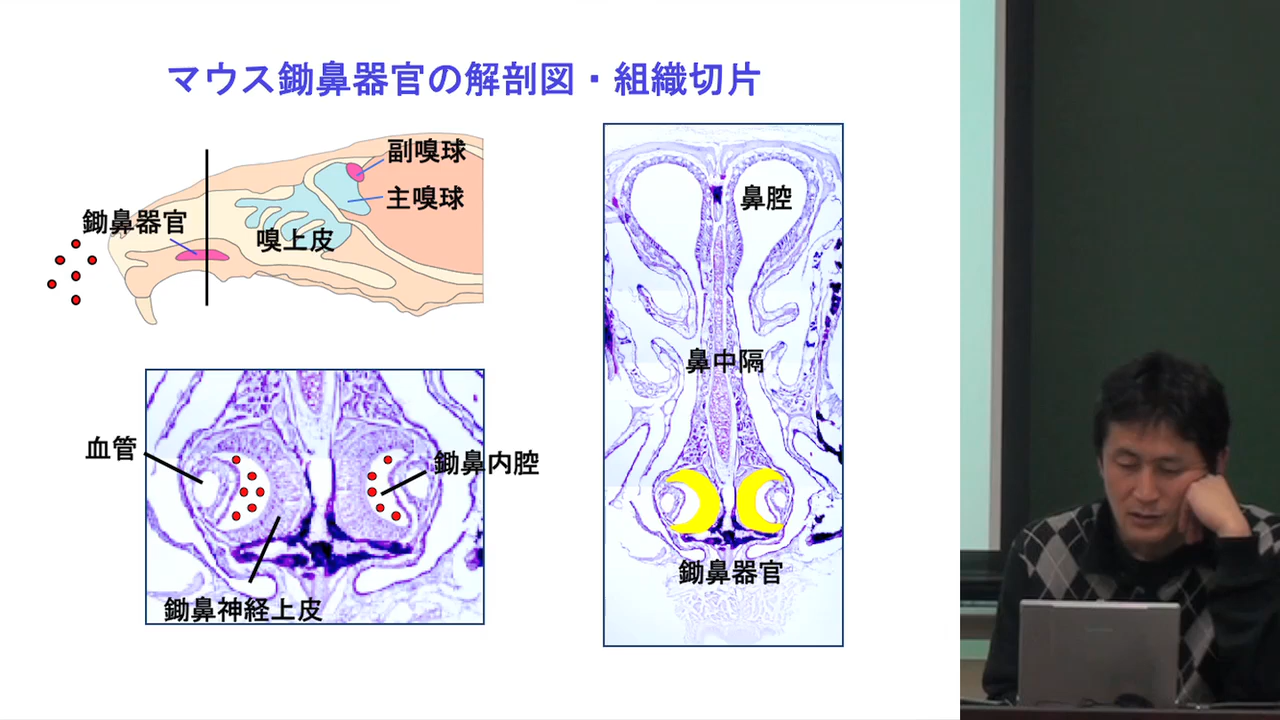 マウス鋤鼻器官の解剖図・組織切片
副嗅球
主嗅球
鋤鼻器官
嗅上皮
血管
鋤鼻内腔
鋤鼻神経上皮
鼻腔
鼻中隔
鋤鼻器官